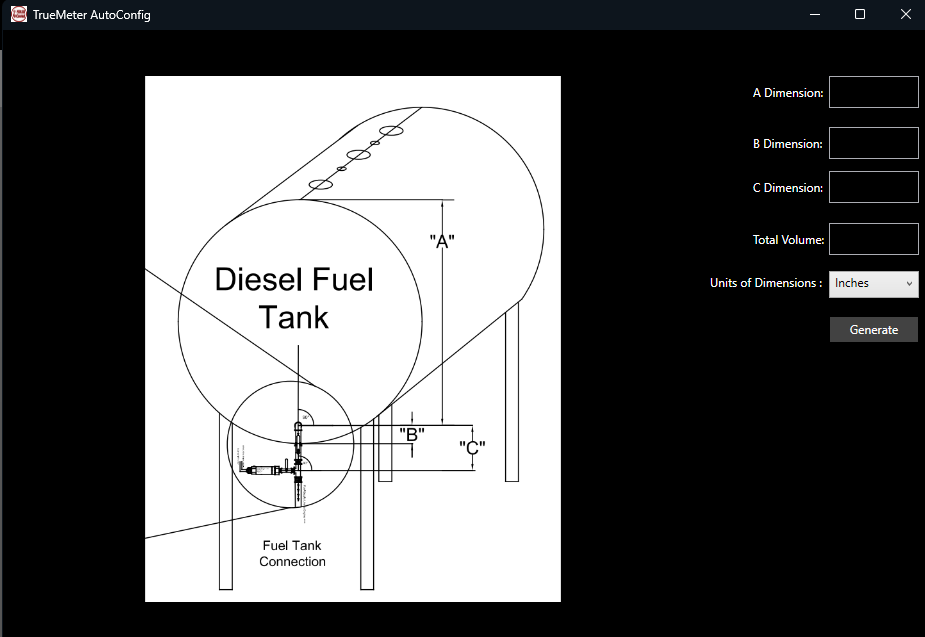 TrueMeter AutoConfig
A Dimension:
B Dimension:
C Dimension:
Total Volume:
Units of Dimensions :
Inches
Generate
"A"
Diesel Fuel
Tank
"B"
"C"
Fuel Tank
Connection